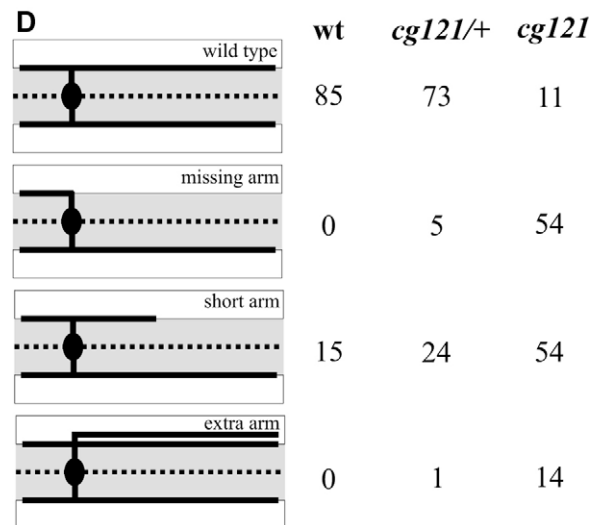 D
wt cg121/+ cg121
wild type
85 73 11
missing arm
0 5 54
short arm
15 24 54
extra arm
0 1 14